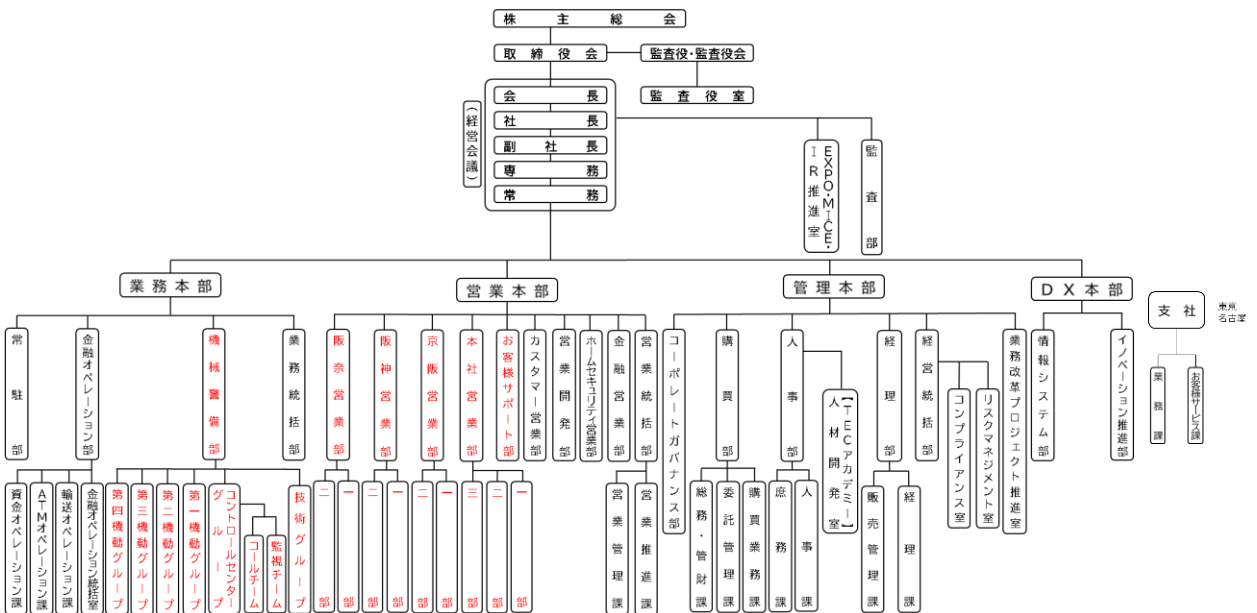 株主総会
取締役会
監査役・監査役会
監査役室
(経営会議)
会長
社長
副社長
専務
常務
EXPO・MICE・
IR推進室
監査部
業務本部
営業本部
管理本部
DX本部
支社
東京
名古屋
常駐部
金融オペレーション部
機械警備部
業務統括部
阪奈営業部
阪神営業部
京阪営業部
本社営業部
お客様サポート部
カスタマー営業部
営業開発部
ホームセキュリティ営業部
金融営業部
営業統括部
コーポレートガバナンス部
購買部
人事部
【TECアカデミー】
人材開発室
経理部
経営統括部
コンプライアンス室
リスクマネジメント室
業務改革プロジェクト推進室
情報システム部
イノベーション推進部
業務課
お客様サービス課
資金オペレーション課
ATMオペレーション課
輸送オペレーション課
金融オペレーション統括室
第四機動グループ
第三機動グループ
第二機動グループ
第一機動グループ
コントロールセンター
グループ
コールチーム
監視チーム
技術グループ
二部
一部
二部
一部
二部
一部
三部
二部
一部
営業管理課
営業推進課
総務・管財課
委託管理課
購買業務課
庶務課
人事課
販売管理課
経理課